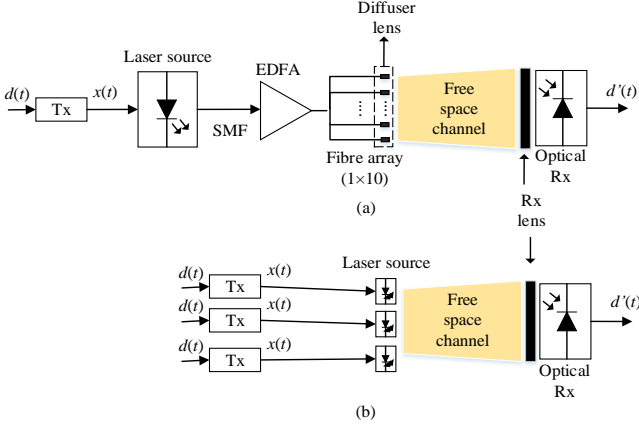 Diffuser
lens
Laser source
EDFA
d(t)
Tx
x(t)
SMF
Free
space
channel
d'(t)
Fibre array
(1×10)
Optical
Rx
(a)
Rx
lens
d(t)
Tx
x(t)
Laser source
d(t)
Tx
x(t)
Free
space
channel
d'(t)
d(t)
Tx
x(t)
Optical
Rx
(b)